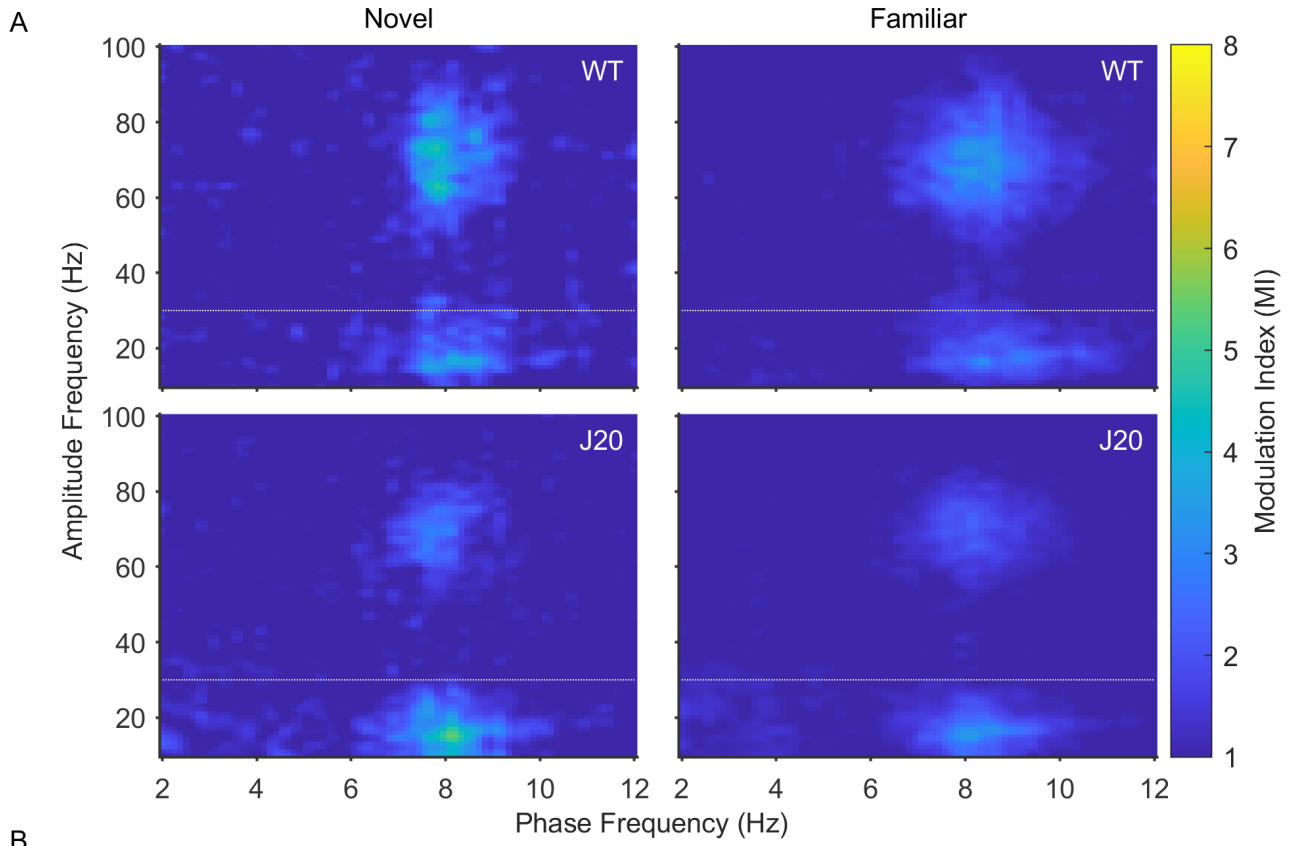 A
Novel
Familiar
WT
WT
100
80
60
40
20
J20
J20
100
80
60
40
20
2 4 6 8 10 12
2 4 6 8 10 12
8
7
6
5
4
3
2
1
Amplitude Frequency (Hz)
Phase Frequency (Hz)
Modulation Index (MI)
B